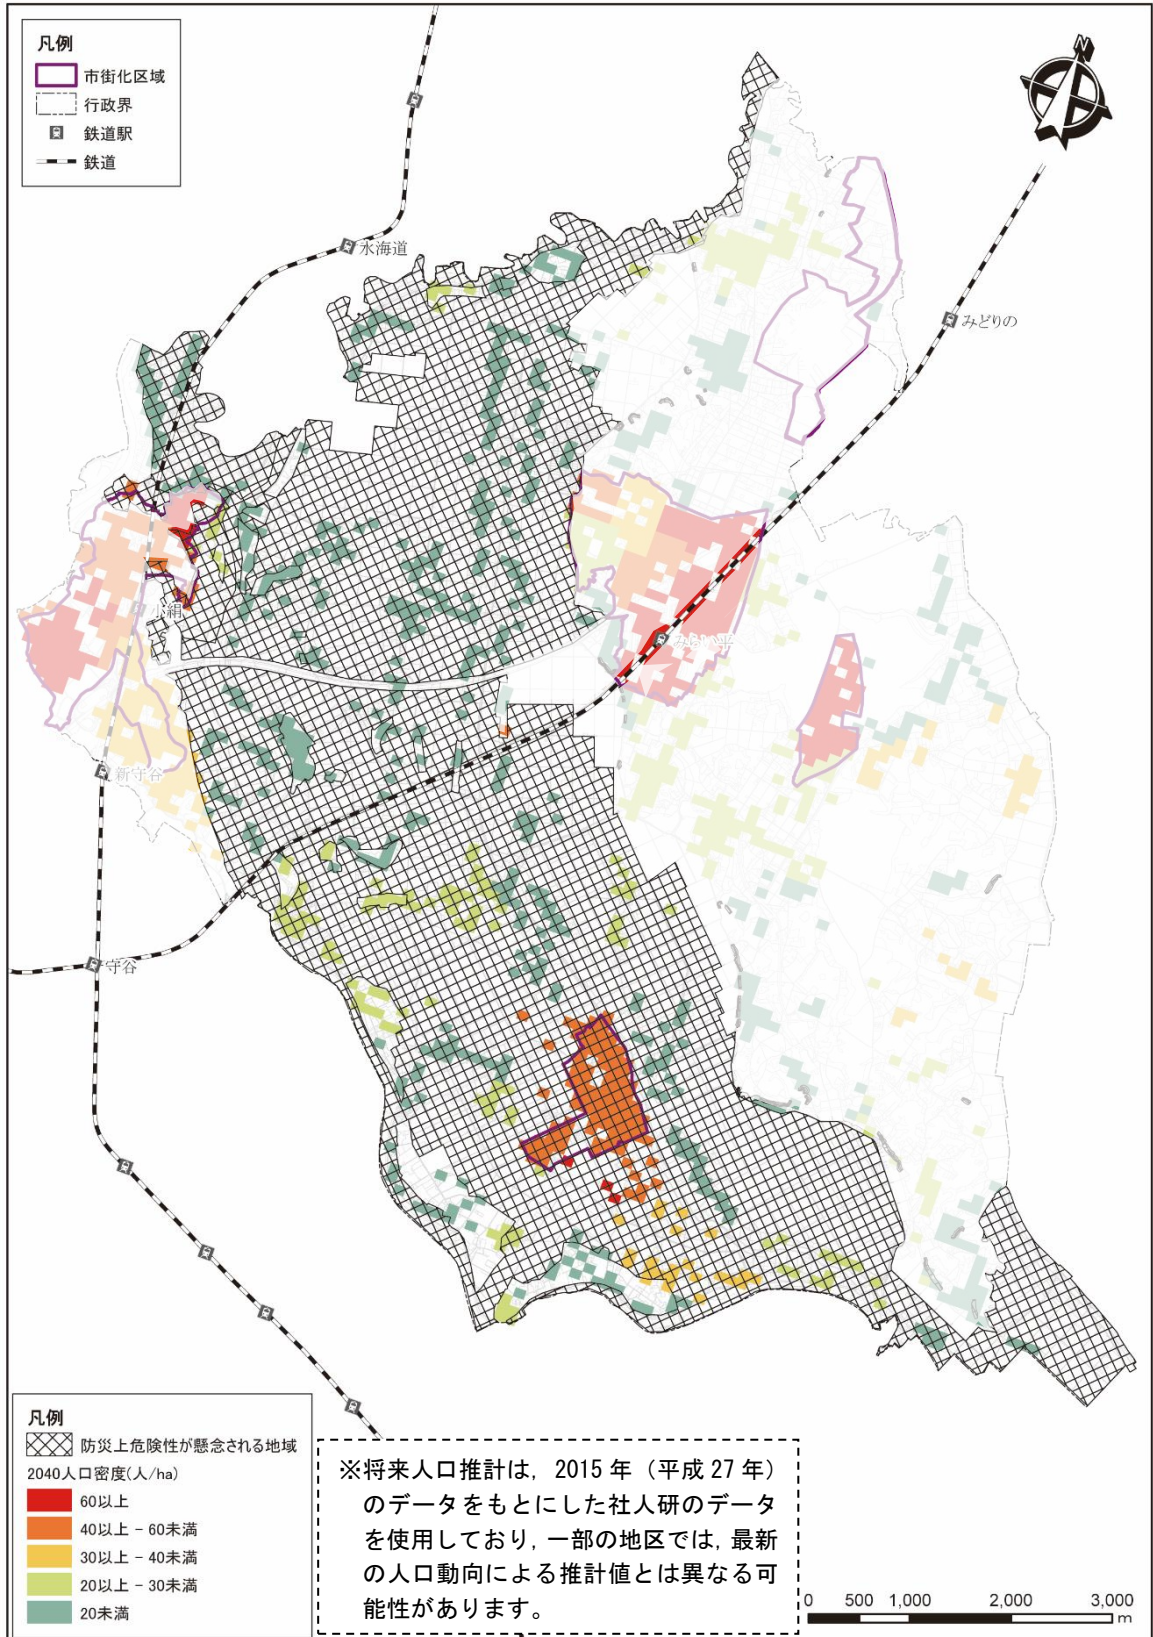 凡例
市街化区域
行政界
鉄道駅
鉄道
N
水海道
みどりの
小絹
みらい平
新守谷
守谷
凡例
防災上危険性が懸念される地域
2040人口密度(人/ha)
60以上
40以上 - 60未満
30以上 - 40未満
20以上 - 30未満
20未満
※将来人口推計は，2015年（平成27年）
のデータをもとにした社人研のデータ
を使用しており，一部の地区では，最新
の人口動向による推計値とは異なる可
能性があります。
0 500 1,000 2,000 3,000
m